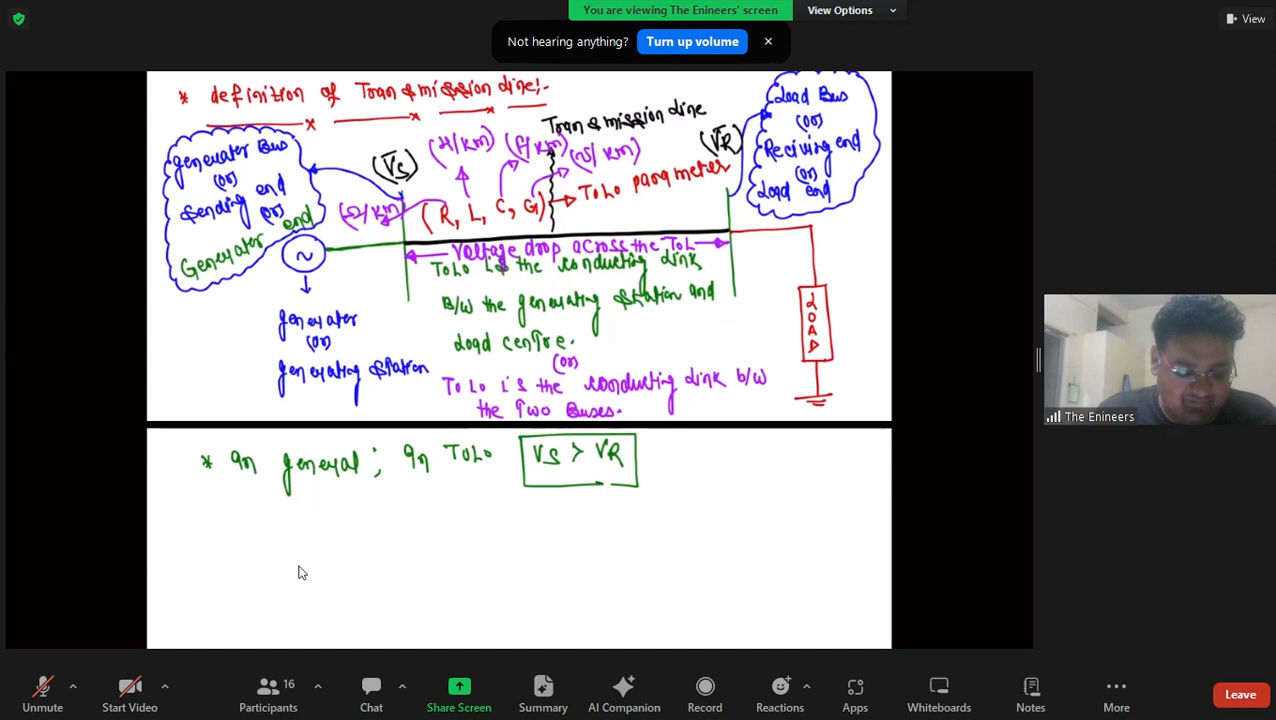 You are viewing The Enineers' screen
View Options
View
Not hearing anything?
Turn up volume
* definition of Transmission Line:-
Transmission Line
Generator Bus
(or)
Sending end
(or)
Generator end
(VS)
(H/Km)
(F/Km)
(℧/Km)
(VR)
Load Bus
(or)
Reciving end
(or)
Load end
(Ω/Km)
(R, L, C, G)
T.L. parameter
Voltage drop across the T.L
T.L. is the conducting link
B/W the generating station and
Load centre.
(or)
T.L. is the conducting link b/w
the Two Buses.
~
generator
(or)
generating station
LOAD
* In general; In T.L. VS > VR
The Enineers
Unmute
Start Video
16
Participants
Chat
Share Screen
Summary
AI Companion
Record
Reactions
Apps
Whiteboards
Notes
More
Leave